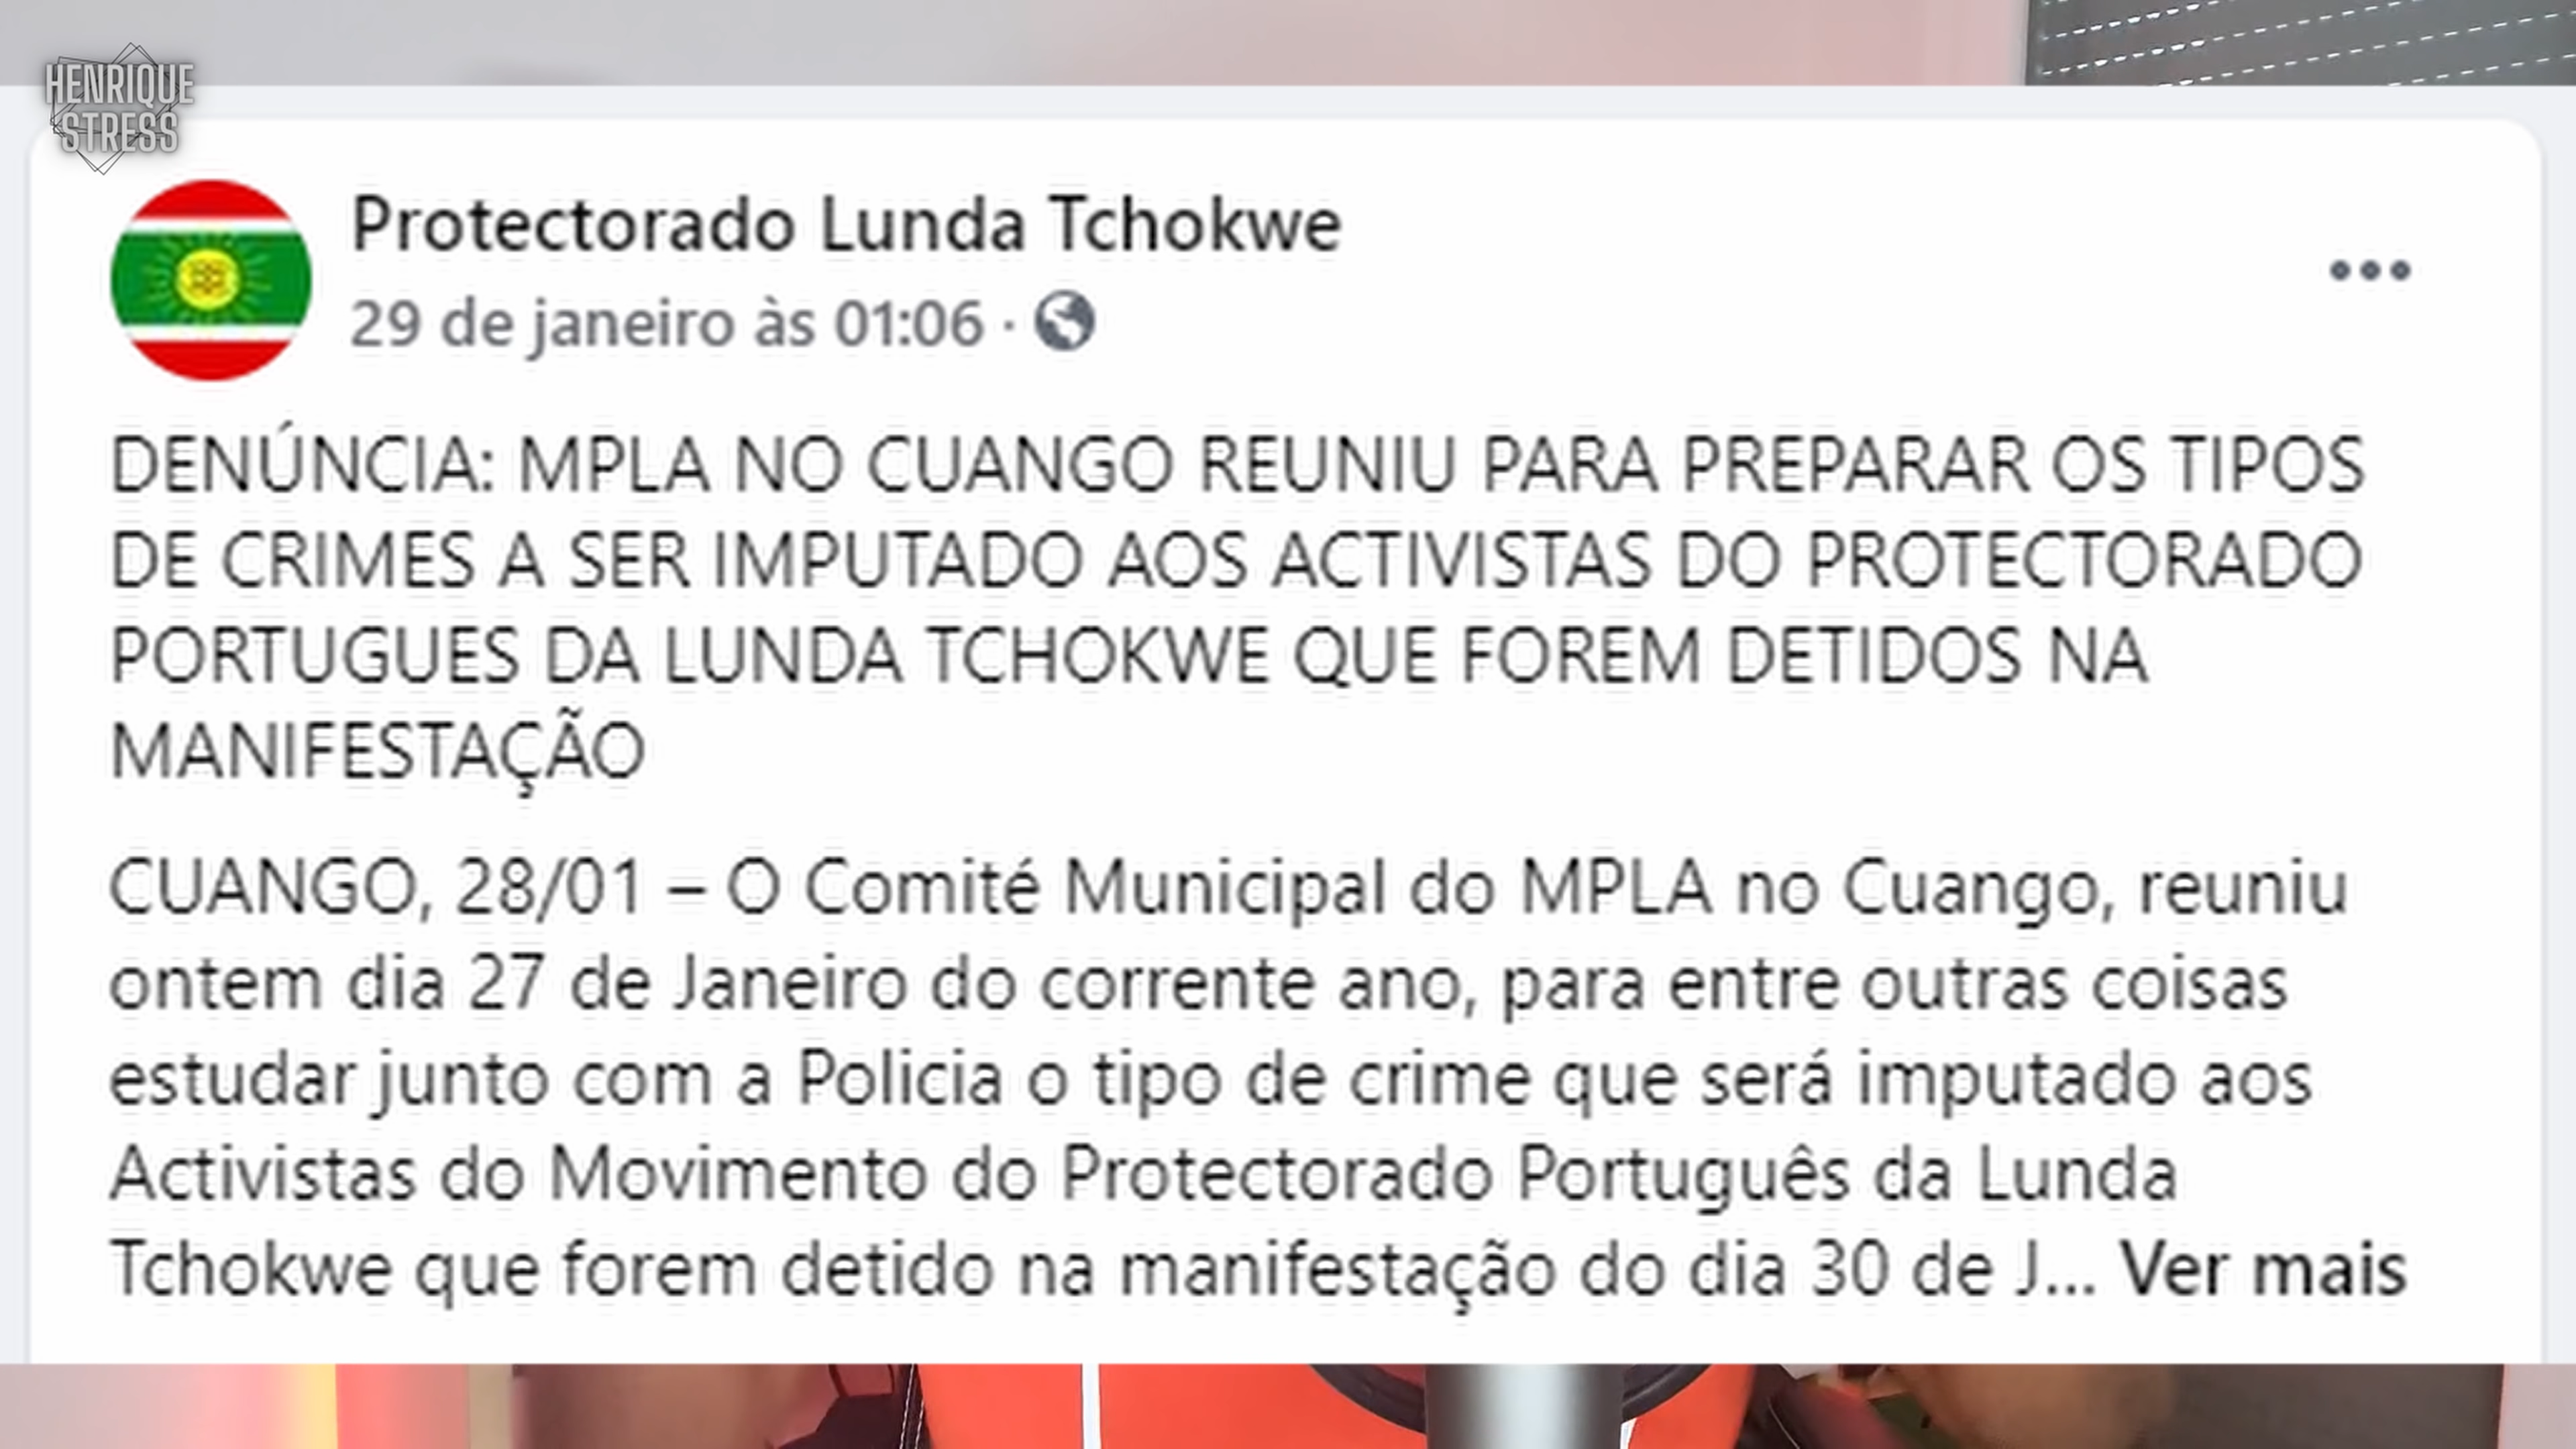 HENRIQUE
STRESS
Protectorado Lunda Tchokwe
29 de janeiro às 01:06 ·
DENÚNCIA: MPLA NO CUANGO REUNIU PARA PREPARAR OS TIPOS
DE CRIMES A SER IMPUTADO AOS ACTIVISTAS DO PROTECTORADO
PORTUGUES DA LUNDA TCHOKWE QUE FOREM DETIDOS NA
MANIFESTAÇÃO
CUANGO, 28/01 – O Comité Municipal do MPLA no Cuango, reuniu
ontem dia 27 de Janeiro do corrente ano, para entre outras coisas
estudar junto com a Policia o tipo de crime que será imputado aos
Activistas do Movimento do Protectorado Português da Lunda
Tchokwe que forem detido na manifestação do dia 30 de J... Ver mais